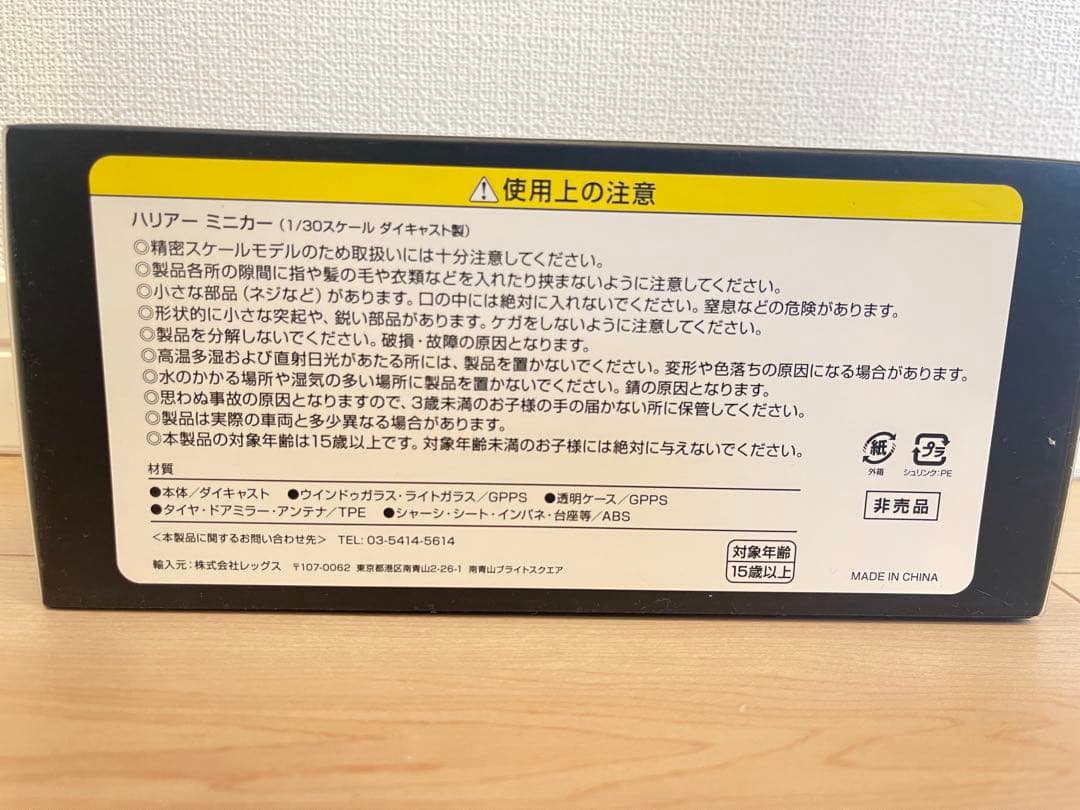 ⚠使用上の注意
ハリアー ミニカー（1/30スケール ダイキャスト製）
◎精密スケールモデルのため取扱いには十分注意してください。
◎製品各所の隙間に指や髪の毛や衣類などを入れたり挟まないように注意してください。
◎小さな部品（ネジなど）があります。口の中には絶対に入れないでください。窒息などの危険があります。
◎形状的に小さな突起や、鋭い部品があります。ケガをしないように注意してください。
◎製品を分解しないでください。破損・故障の原因となります。
◎高温多湿および直射日光があたる所には、製品を置かないでください。変形や色落ちの原因になる場合があります。
◎水のかかる場所や湿気の多い場所に製品を置かないでください。錆の原因となります。
◎思わぬ事故の原因となりますので、3歳未満のお子様の手の届かない所に保管してください。
◎製品は実際の車両と多少異なる場合があります。
◎本製品の対象年齢は15歳以上です。対象年齢未満のお子様には絶対に与えないでください。
紙
外箱
プラ
シュリンク:PE
材質
●本体/ダイキャスト ●ウインドゥガラス・ライトガラス/GPPS ●透明ケース/GPPS
●タイヤ・ドアミラー・アンテナ/TPE ●シャーシ・シート・インパネ・台座等/ABS
非売品
＜本製品に関するお問い合わせ先＞ TEL: 03-5414-5614
輸入元：株式会社レッグス 〒107-0062 東京都港区南青山2-26-1 南青山ブライトスクエア
対象年齢
15歳以上
MADE IN CHINA